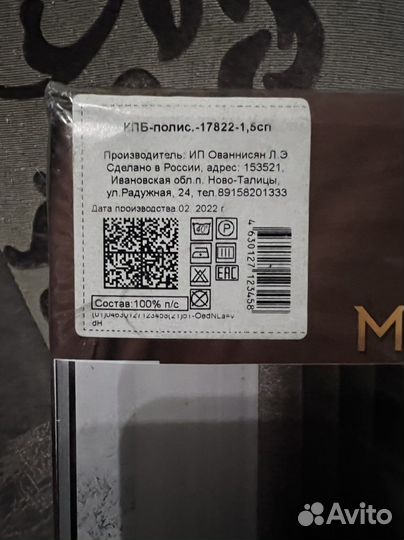 КПБ-полис.-17822-1,5сп
Производитель: ИП Ованнисян Л.Э
Сделано в России, адрес: 153521,
Ивановская обл.п. Ново-Талицы,
ул.Радужная, 24, тел.89158201333
Дата производства 02. 2022 г.
P
EAC
Состав:100% п/с
4630127123458
M
Avito